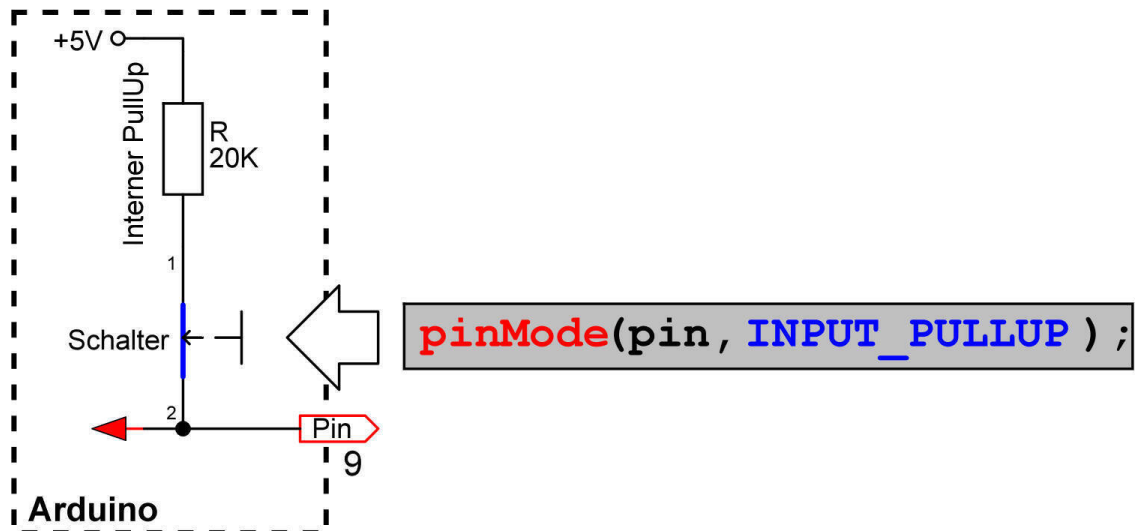 +5V
Interner PullUp
R
20K
1
Schalter
pinMode(pin, INPUT_PULLUP );
2
Pin
9
Arduino